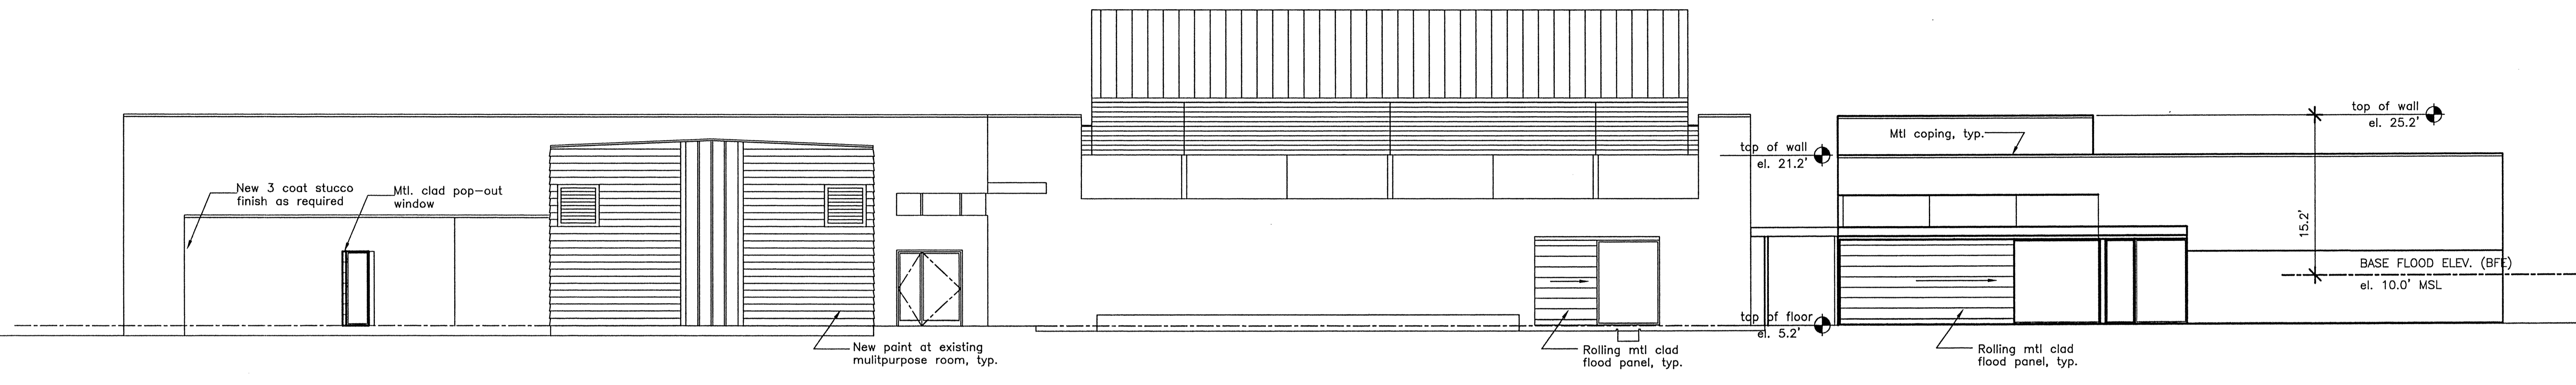 top of wall
el. 25.2'
Mtl coping, typ.
top of wall
el. 21.2'
New 3 coat stucco
finish as required
Mtl. clad pop-out
window
15.2'
BASE FLOOD ELEV. (BFE)
el. 10.0' MSL
top of floor
el. 5.2'
New paint at existing
mulitpurpose room, typ.
Rolling mtl clad
flood panel, typ.
Rolling mtl clad
flood panel, typ.